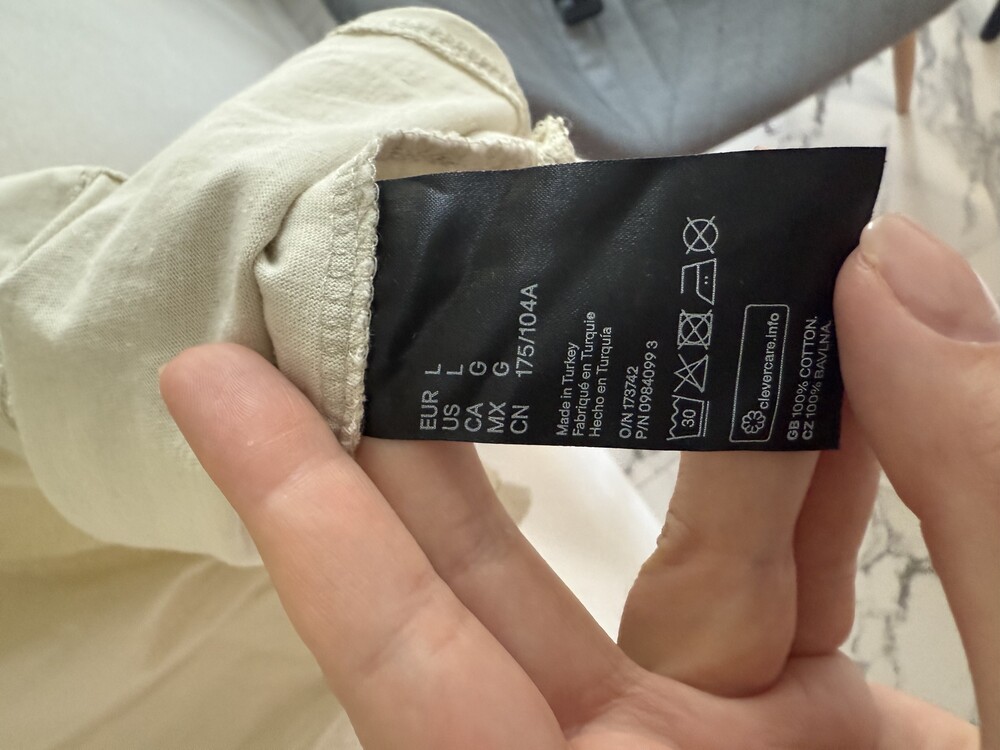 EUR L
US L
CA G
MX G
CN 175/104A
Made in Turkey
Fabriqué en Turquie
Hecho en Turquía
O/N 173742
P/N 0984099 3
30
clevercare.info
GB 100% COTTON.
CZ 100% BAVLNA.